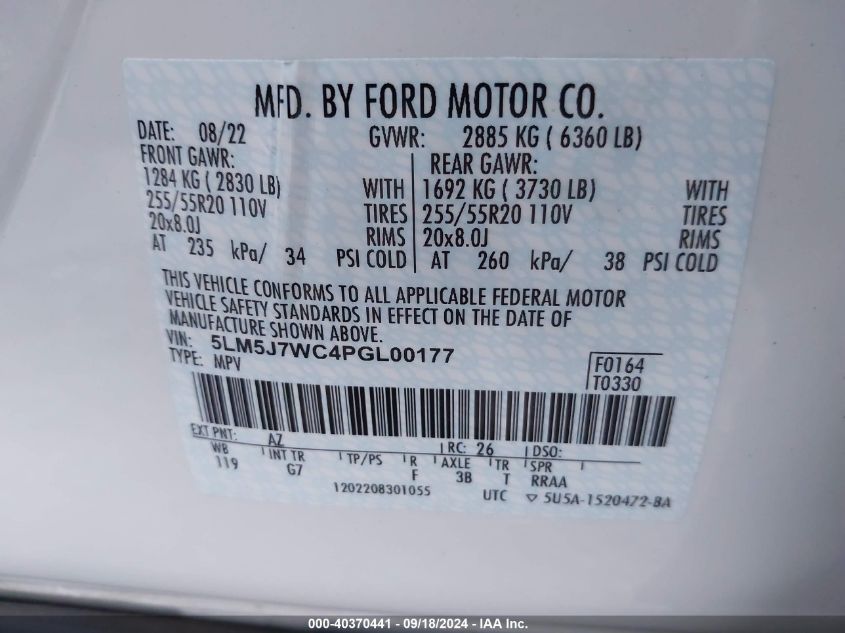 MFD. BY FORD MOTOR CO.
DATE: 08/22 GVWR: 2885 KG ( 6360 LB)
FRONT GAWR: REAR GAWR:
1284 KG ( 2830 LB) WITH 1692 KG ( 3730 LB) WITH
255/55R20 110V TIRES 255/55R20 110V TIRES
20x8.0J RIMS 20x8.0J RIMS
AT 235 kPa/ 34 PSI COLD AT 260 kPa/ 38 PSI COLD
THIS VEHICLE CONFORMS TO ALL APPLICABLE FEDERAL MOTOR
VEHICLE SAFETY STANDARDS IN EFFECT ON THE DATE OF
MANUFACTURE SHOWN ABOVE.
VIN: 5LM5J7WC4PGL00177
TYPE: MPV
F0164
T0330
EXT PNT: AZ RC: 26 DSO:
WB INT TR TP/PS R AXLE TR SPR
119 G7 F 3B T RRAA
1202208301055 UTC ▽ 5U5A-1520472-BA
000-40370441 - 09/18/2024 - IAA Inc.